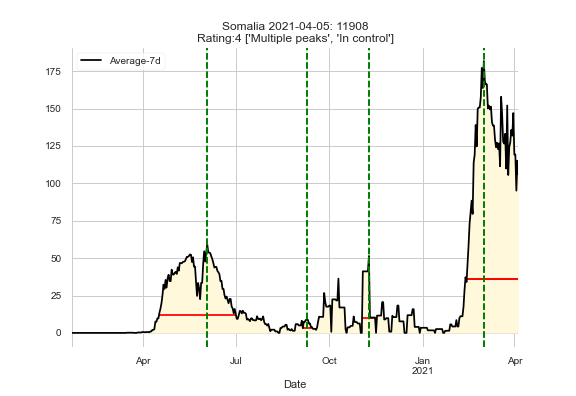 Somalia 2021-04-05: 11908
Rating:4 ['Multiple peaks', 'In control']
Average-7d
175
150
125
100
75
50
25
0
Apr
Jul
Oct
Jan
2021
Apr
Date